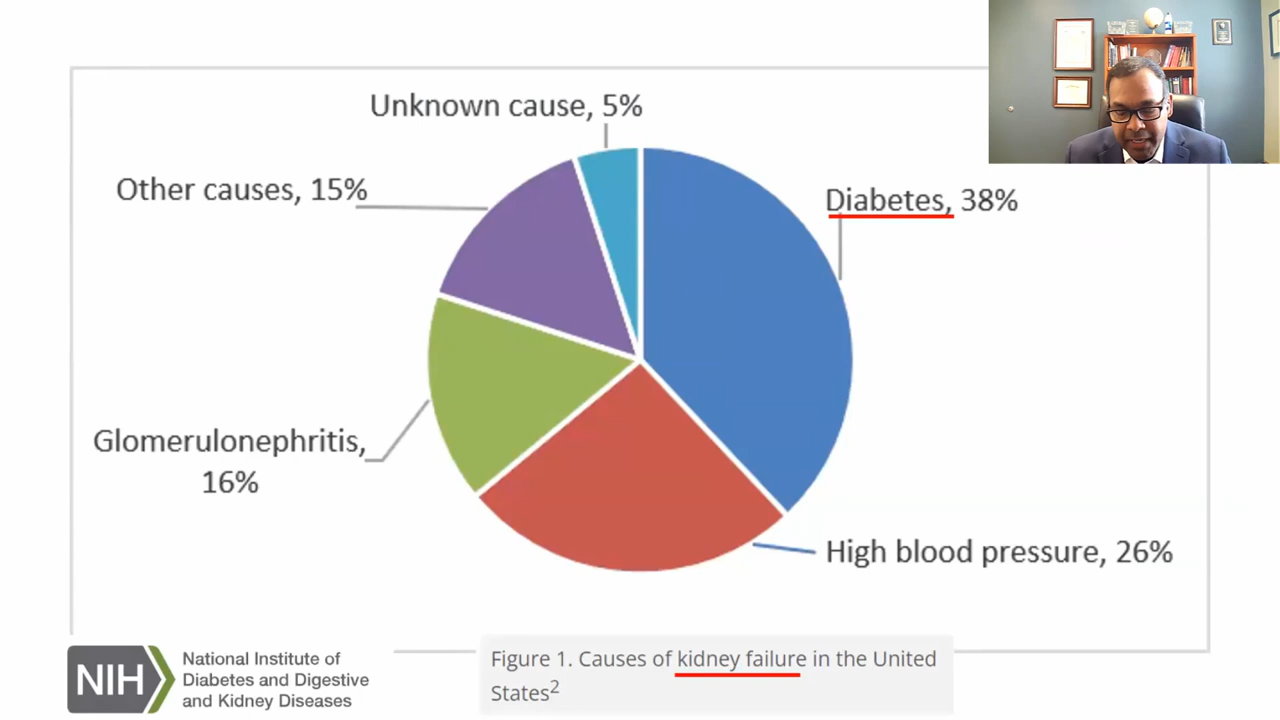 Unknown cause, 5%
Other causes, 15%
Diabetes, 38%
Glomerulonephritis,
16%
High blood pressure, 26%
NIH
National Institute of
Diabetes and Digestive
and Kidney Diseases
Figure 1. Causes of kidney failure in the United
States2